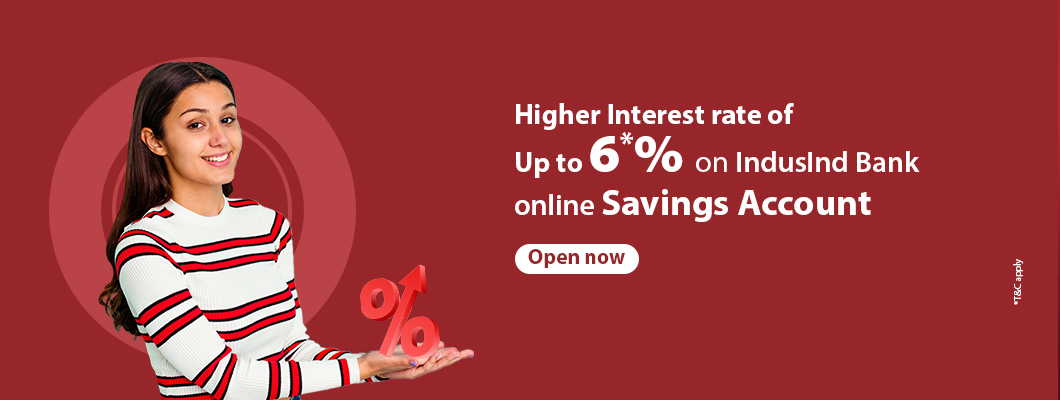 Higher Interest rate of
Up to 6*% on IndusInd Bank
online Savings Account
Open now
*T&C apply